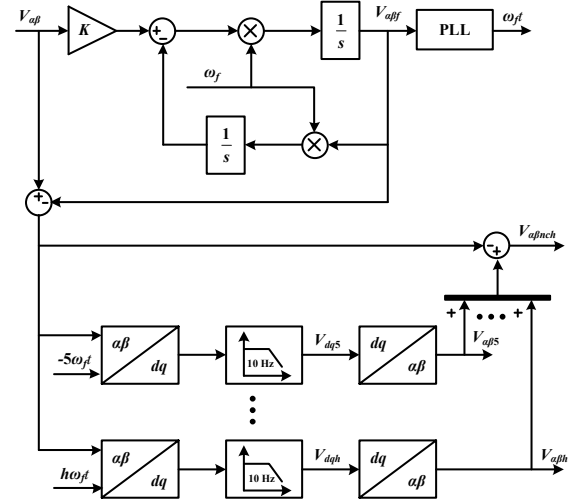 Vαβ
K
+
-
×
1
s
Vαβf
PLL
ωft
ωf
1
s
×
+
-
Vαβnch
-
+
+
+
αβ
dq
-5ωft
10 Hz
Vdq5
dq
αβ
Vαβ5
αβ
dq
hωft
10 Hz
Vdqh
dq
αβ
Vαβh